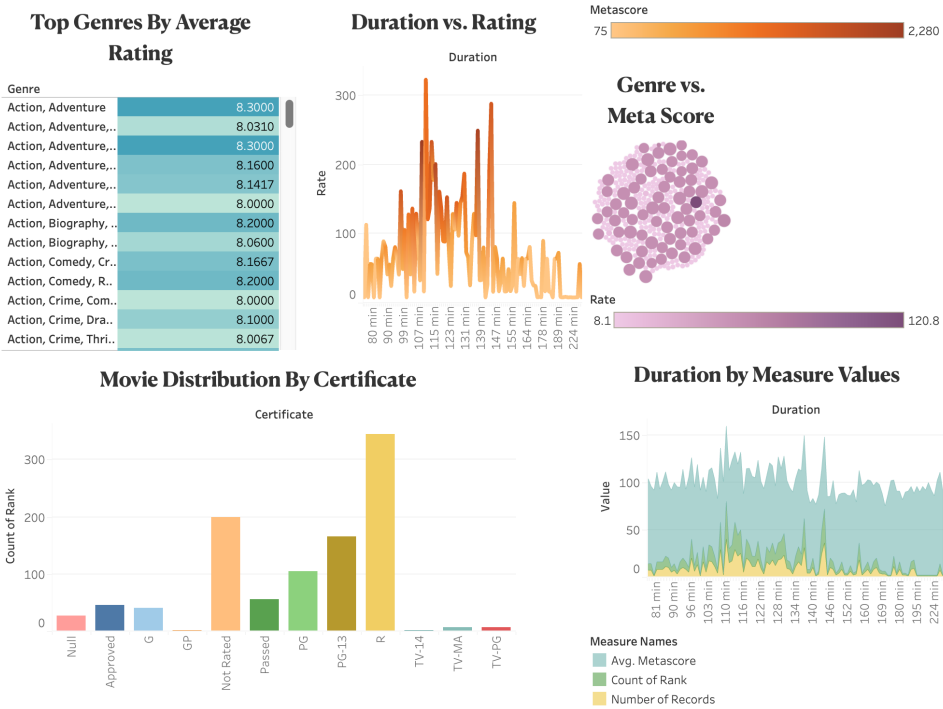 Top Genres By Average
Rating
Genre
Action, Adventure 8.3000
Action, Adventure,.. 8.0310
Action, Adventure,.. 8.3000
Action, Adventure,.. 8.1600
Action, Adventure,.. 8.1417
Action, Adventure,.. 8.0000
Action, Biography, .. 8.2000
Action, Biography, .. 8.0600
Action, Comedy, Cr.. 8.1667
Action, Comedy, R.. 8.2000
Action, Crime, Com.. 8.0000
Action, Crime, Dra.. 8.1000
Action, Crime, Thri.. 8.0067
Duration vs. Rating
Duration
Rate
300
200
100
0
80 min
90 min
99 min
107 min
115 min
123 min
131 min
139 min
147 min
155 min
164 min
178 min
189 min
224 min
Metascore
75 2,280
Genre vs.
Meta Score
Rate
8.1 120.8
Movie Distribution By Certificate
Certificate
Count of Rank
300
200
100
0
Null
Approved
G
GP
Not Rated
Passed
PG
PG-13
R
TV-14
TV-MA
TV-PG
Duration by Measure Values
Duration
Value
150
100
50
0
81 min
90 min
96 min
103 min
110 min
116 min
122 min
128 min
134 min
140 min
146 min
152 min
160 min
169 min
180 min
195 min
224 min
Measure Names
Avg. Metascore
Count of Rank
Number of Records